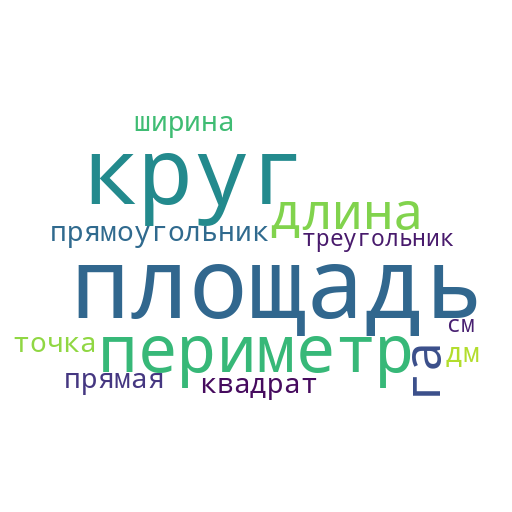 ширина
круг
длина
прямоугольник
треугольник
площадь
см
точка
периметр
дм
га
прямая
квадрат